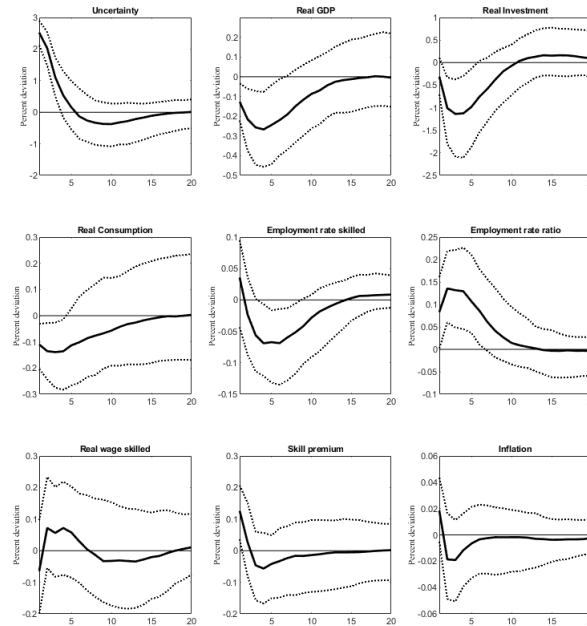 Uncertainty
Percent deviation
3
2
1
0
-1
-2
5 10 15 20
Real GDP
Percent deviation
0.2
0.1
0
-0.1
-0.2
-0.3
-0.4
-0.5
5 10 15 20
Real Investment
Percent deviation
1
0.5
0
-0.5
-1
-1.5
-2
-2.5
5 10 15
Real Consumption
Percent deviation
0.3
0.2
0.1
0
-0.1
-0.2
-0.3
5 10 15 20
Employment rate skilled
Percent deviation
0.1
0.05
0
-0.05
-0.1
-0.15
5 10 15 20
Employment rate ratio
Percent deviation
0.25
0.2
0.15
0.1
0.05
0
-0.05
-0.1
5 10 15
Real wage skilled
Percent deviation
0.3
0.2
0.1
0
-0.1
-0.2
5 10 15 20
Skill premium
Percent deviation
0.3
0.2
0.1
0
-0.1
-0.2
5 10 15 20
Inflation
Percent deviation
0.06
0.04
0.02
0
-0.02
-0.04
-0.06
5 10 15